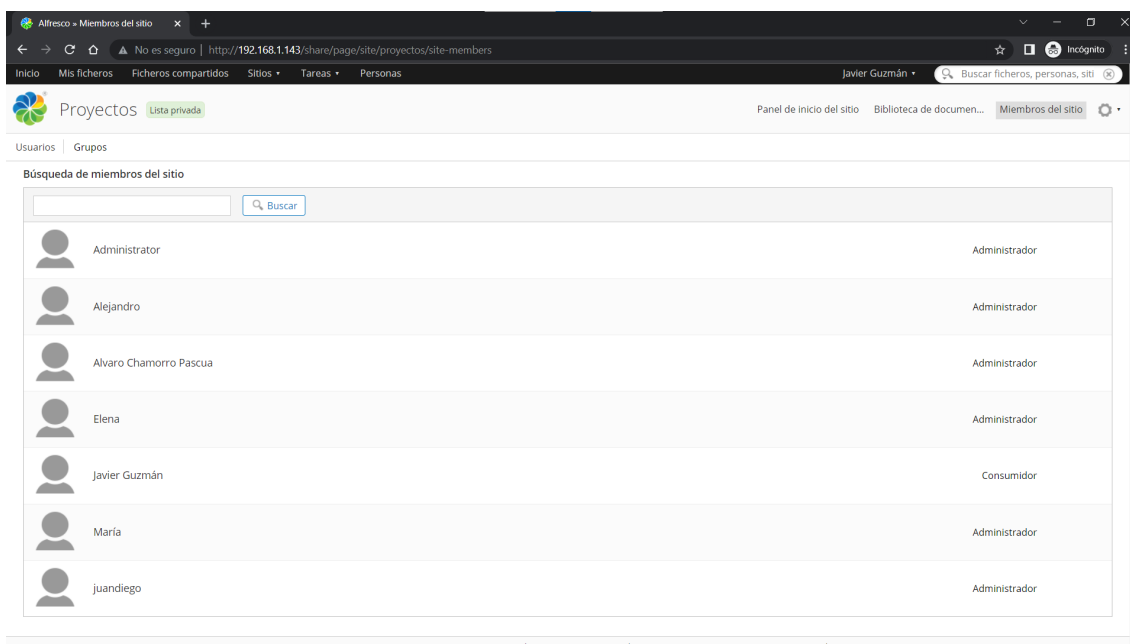 Alfresco » Miembros del sitio
No es seguro | http://192.168.1.143/share/page/site/proyectos/site-members
Incógnito
Inicio Mis ficheros Ficheros compartidos Sitios Tareas Personas Javier Guzmán Buscar ficheros, personas, siti
Proyectos Lista privada Panel de inicio del sitio Biblioteca de documen... Miembros del sitio
Usuarios Grupos
Búsqueda de miembros del sitio
Buscar
Administrator Administrador
Alejandro Administrador
Alvaro Chamorro Pascua Administrador
Elena Administrador
Javier Guzmán Consumidor
María Administrador
juandiego Administrador